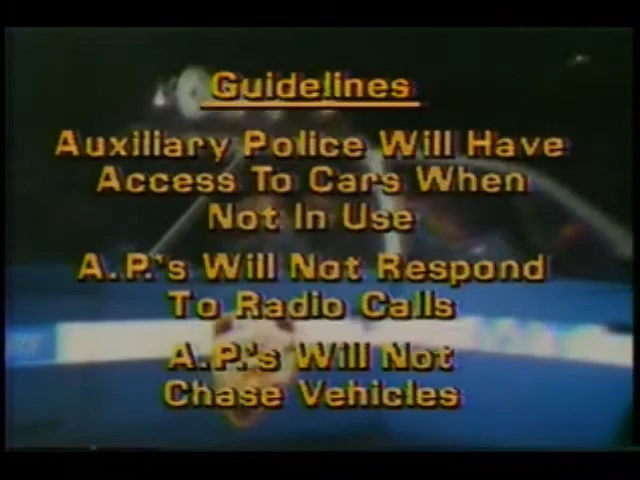 Guidelines
Auxiliary Police Will Have
Access To Cars When
Not In Use
A.P.'s Will Not Respond
To Radio Calls
A.P.'s Will Not
Chase Vehicles